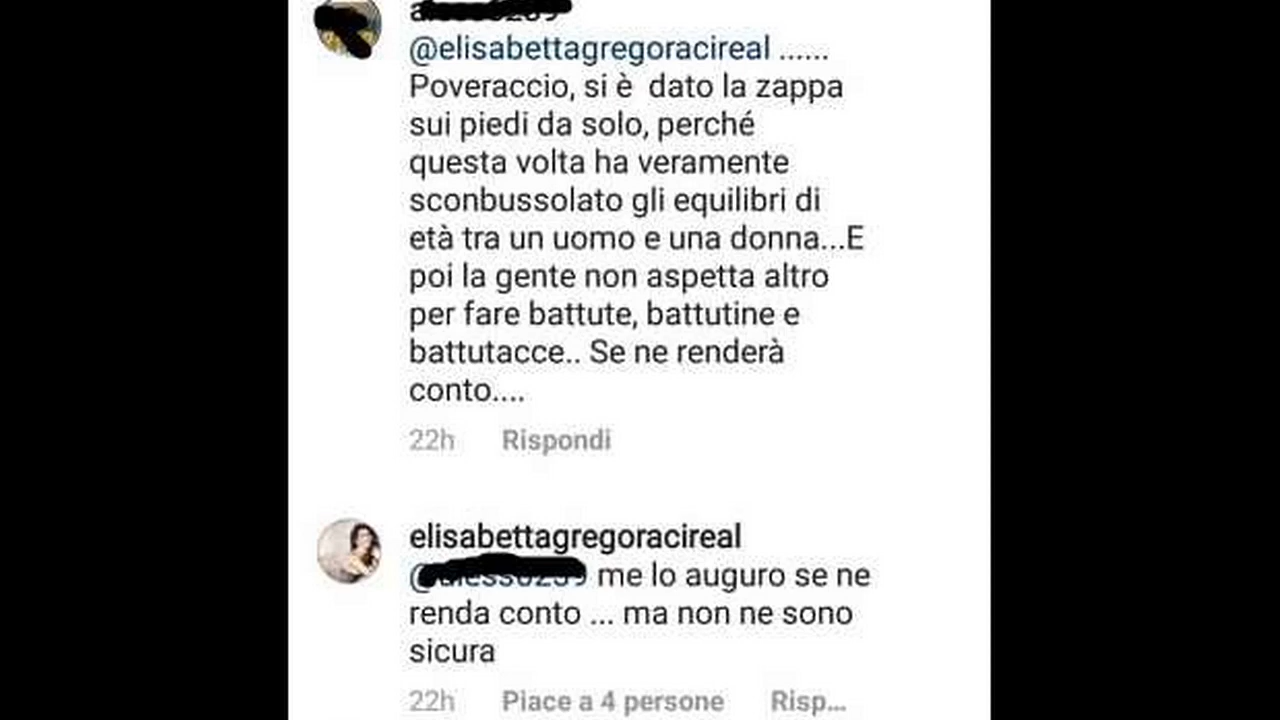 @elisabettagregoracireal ......
Poveraccio, si è  dato la zappa
sui piedi da solo, perché
questa volta ha veramente
sconbussolato gli equilibri di
età tra un uomo e una donna...E
poi la gente non aspetta altro
per fare battute, battutine e
battutacce.. Se ne renderà
conto....
22h Rispondi
elisabettagregoracireal
me lo auguro se ne
renda conto ... ma non ne sono
sicura
22h Piace a 4 persone Risp...